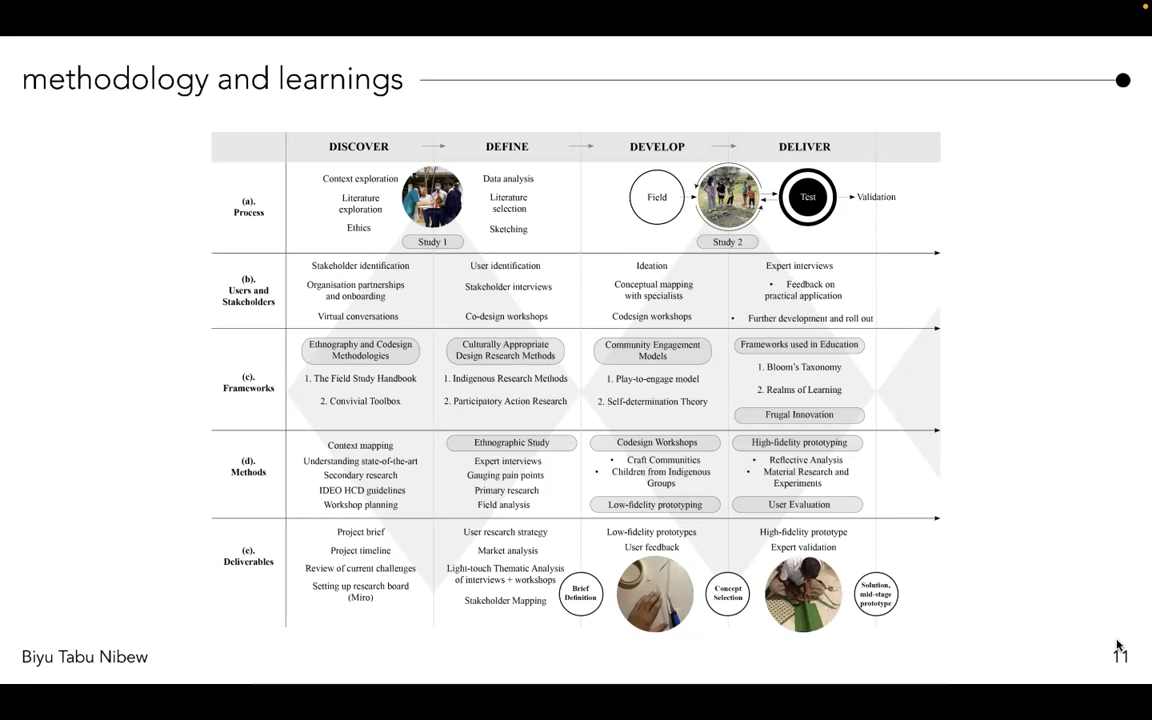 methodology and learnings
DISCOVER
DEFINE
DEVELOP
DELIVER
(a).
Process
Context exploration
Literature
exploration
Ethics
Study 1
Data analysis
Literature
selection
Sketching
Field
Study 2
Test
Validation
(b).
Users and
Stakeholders
Stakeholder identification
Organisation partnerships
and onboarding
Virtual conversations
User identification
Stakeholder interviews
Co-design workshops
Ideation
Conceptual mapping
with specialists
Codesign workshops
Expert interviews
• Feedback on
practical application
• Further development and roll out
(c).
Frameworks
Ethnography and Codesign
Methodologies
1. The Field Study Handbook
2. Convivial Toolbox
Culturally Appropriate
Design Research Methods
1. Indigenous Research Methods
2. Participatory Action Research
Community Engagement
Models
1. Play-to-engage model
2. Self-determination Theory
Frameworks used in Education
1. Bloom's Taxonomy
2. Realms of Learning
Frugal Innovation
(d).
Methods
Context mapping
Understanding state-of-the-art
Secondary research
IDEO HCD guidelines
Workshop planning
Ethnographic Study
Expert interviews
Gauging pain points
Primary research
Field analysis
Codesign Workshops
• Craft Communities
• Children from Indigenous
Groups
Low-fidelity prototyping
High-fidelity prototyping
• Reflective Analysis
• Material Research and
Experiments
User Evaluation
(e).
Deliverables
Project brief
Project timeline
Review of current challenges
Setting up research board
(Miro)
User research strategy
Market analysis
Light-touch Thematic Analysis
of interviews + workshops
Stakeholder Mapping
Brief
Definition
Low-fidelity prototypes
User feedback
Concept
Selection
High-fidelity prototype
Expert validation
Solution,
mid-stage
prototype
Biyu Tabu Nibew
11